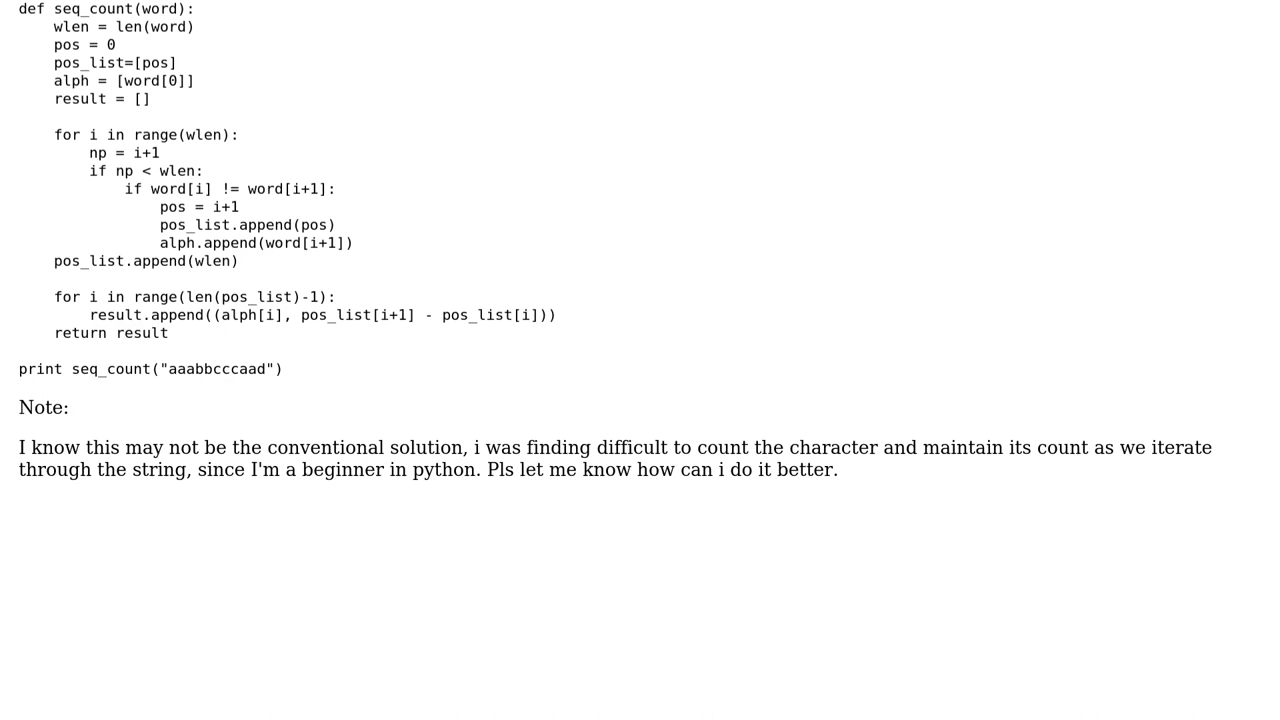 def seq_count(word):
    wlen = len(word)
    pos = 0
    pos_list=[pos]
    alph = [word[0]]
    result = []

    for i in range(wlen):
        np = i+1
        if np < wlen:
            if word[i] != word[i+1]:
                pos = i+1
                pos_list.append(pos)
                alph.append(word[i+1])
    pos_list.append(wlen)

    for i in range(len(pos_list)-1):
        result.append((alph[i], pos_list[i+1] - pos_list[i]))
    return result

print seq_count("aaabbcccaad")

Note:

I know this may not be the conventional solution, i was finding difficult to count the character and maintain its count as we iterate
through the string, since I'm a beginner in python. Pls let me know how can i do it better.